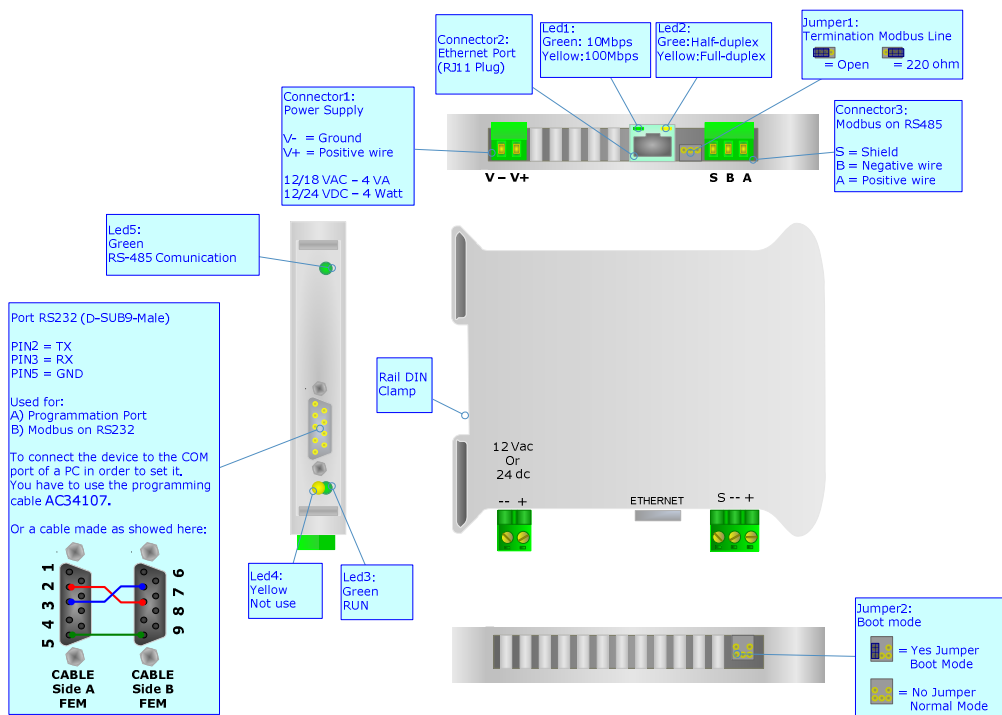 Connector2:
Ethernet Port
(RJ11 Plug)
Led1:
Green: 10Mbps
Yellow:100Mbps
Led2:
Gree:Half-duplex
Yellow:Full-duplex
Jumper1:
Termination Modbus Line
= Open
= 220 ohm
Connector1:
Power Supply
V- = Ground
V+ = Positive wire
12/18 VAC – 4 VA
12/24 VDC – 4 Watt
Connector3:
Modbus on RS485
S = Shield
B = Negative wire
A = Positive wire
V – V+
S B A
Led5:
Green
RS-485 Comunication
Port RS232 (D-SUB9-Male)
PIN2 = TX
PIN3 = RX
PIN5 = GND
Used for:
A) Programmation Port
B) Modbus on RS232
To connect the device to the COM
port of a PC in order to set it.
You have to use the programming
cable AC34107.
Or a cable made as showed here:
1
2
3
4
5
6
7
8
9
CABLE
Side A
FEM
CABLE
Side B
FEM
Rail DIN
Clamp
12 Vac
Or
24 dc
-- +
ETHERNET
S -- +
Led4:
Yellow
Not use
Led3:
Green
RUN
Jumper2:
Boot mode
= Yes Jumper
Boot Mode
= No Jumper
Normal Mode